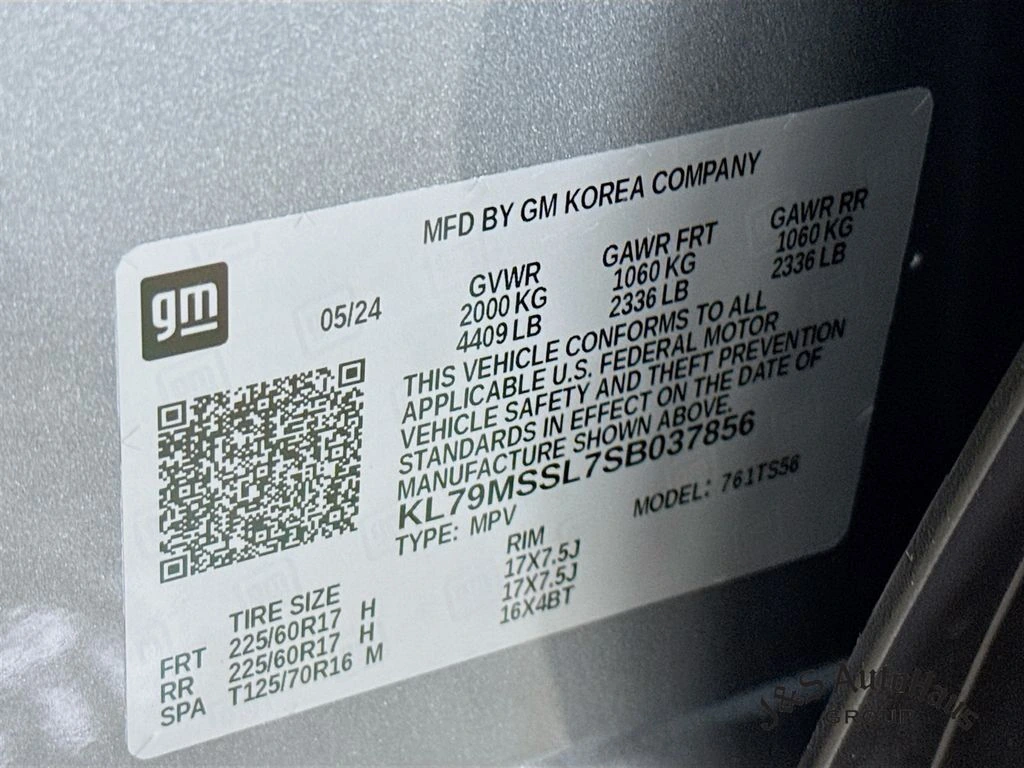 MFD BY GM KOREA COMPANY
gm
05/24
GVWR GAWR FRT GAWR RR
2000 KG 1060 KG 1060 KG
4409 LB 2336 LB 2336 LB
THIS VEHICLE CONFORMS TO ALL
APPLICABLE U.S. FEDERAL MOTOR
VEHICLE SAFETY AND THEFT PREVENTION
STANDARDS IN EFFECT ON THE DATE OF
MANUFACTURE SHOWN ABOVE.
KL79MSSL7SB037856
TYPE: MPV MODEL: 761TS56
TIRE SIZE RIM
FRT 225/60R17 H 17X7.5J
RR 225/60R17 H 17X7.5J
SPA T125/70R16 M 16X4BT
S&S AutoHaus
GROUP